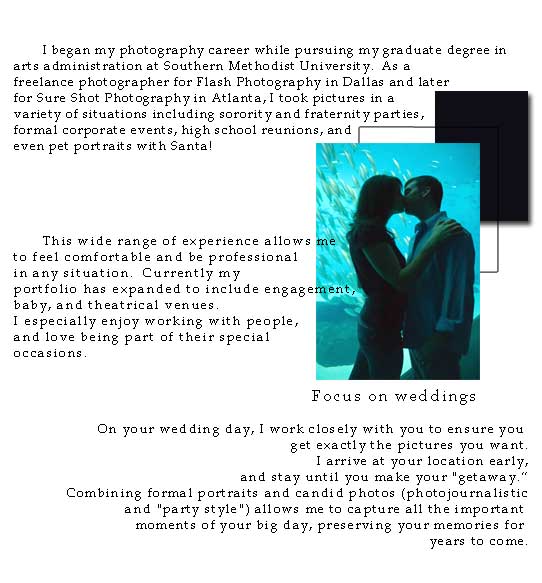 I began my photography career while pursuing my graduate degree in
arts administration at Southern Methodist University. As a
freelance photographer for Flash Photography in Dallas and later
for Sure Shot Photography in Atlanta, I took pictures in a
variety of situations including sorority and fraternity parties,
formal corporate events, high school reunions, and
even pet portraits with Santa!
This wide range of experience allows me
to feel comfortable and be professional
in any situation. Currently my
portfolio has expanded to include engagement,
baby, and theatrical venues.
I especially enjoy working with people,
and love being part of their special
occasions.
Focus on weddings
On your wedding day, I work closely with you to ensure you
get exactly the pictures you want.
I arrive at your location early,
and stay until you make your "getaway.”
Combining formal portraits and candid photos (photojournalistic
and "party style") allows me to capture all the important
moments of your big day, preserving your memories for
years to come.